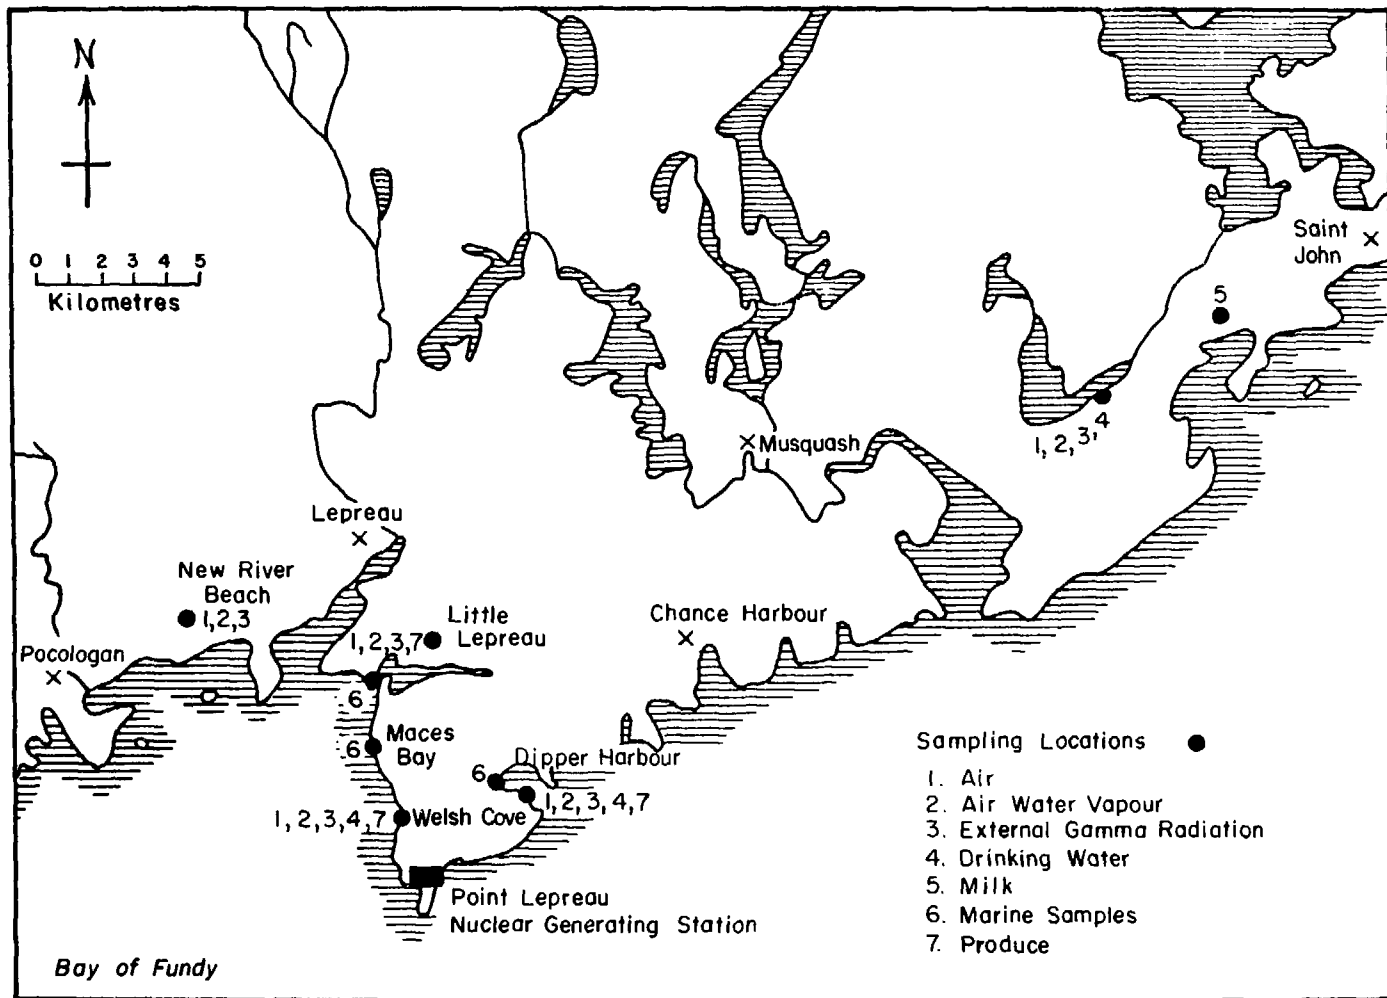 N
0 1 2 3 4 5
Kilometres
Saint
John
5
1, 2, 3, 4
Musquash
Lepreau
New River
Beach
1,2,3
Little
Lepreau
1, 2, 3,7
Chance Harbour
Pocologan
6
Maces
Bay
6
Dipper Harbour
6
1, 2, 3, 4,7
1, 2, 3,4, 7
Welsh Cove
Point Lepreau
Nuclear Generating Station
Bay of Fundy
Sampling Locations
1. Air
2. Air Water Vapour
3. External Gamma Radiation
4. Drinking Water
5. Milk
6. Marine Samples
7. Produce